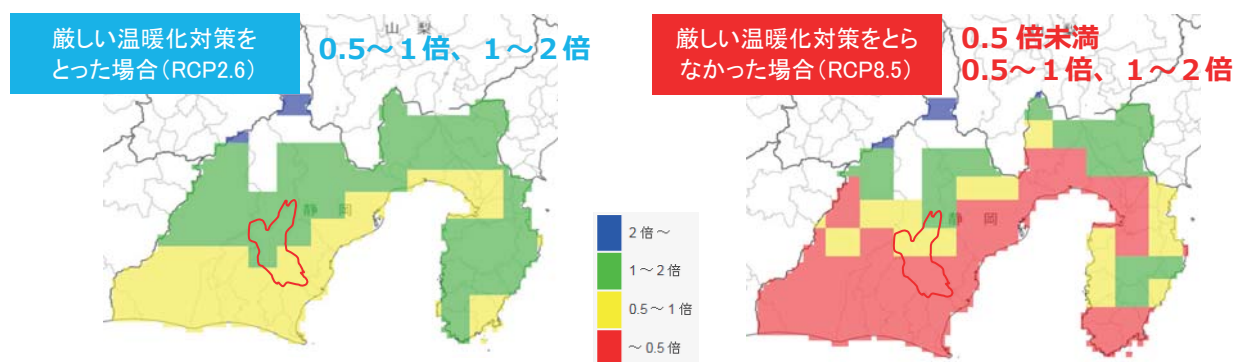 厳しい温暖化対策を
とった場合（RCP2.6）
0.5～1倍、1～2倍
山 梨
静 岡
2倍～
1～2倍
0.5～1倍
～0.5倍
厳しい温暖化対策をとら
なかった場合（RCP8.5）
0.5倍未満
0.5～1倍、1～2倍
山 梨
静 岡